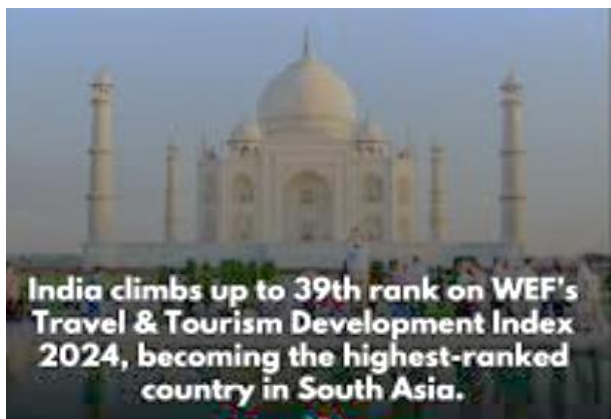 India climbs up to 39th rank on WEF's
Travel & Tourism Development Index
2024, becoming the highest-ranked
country in South Asia.